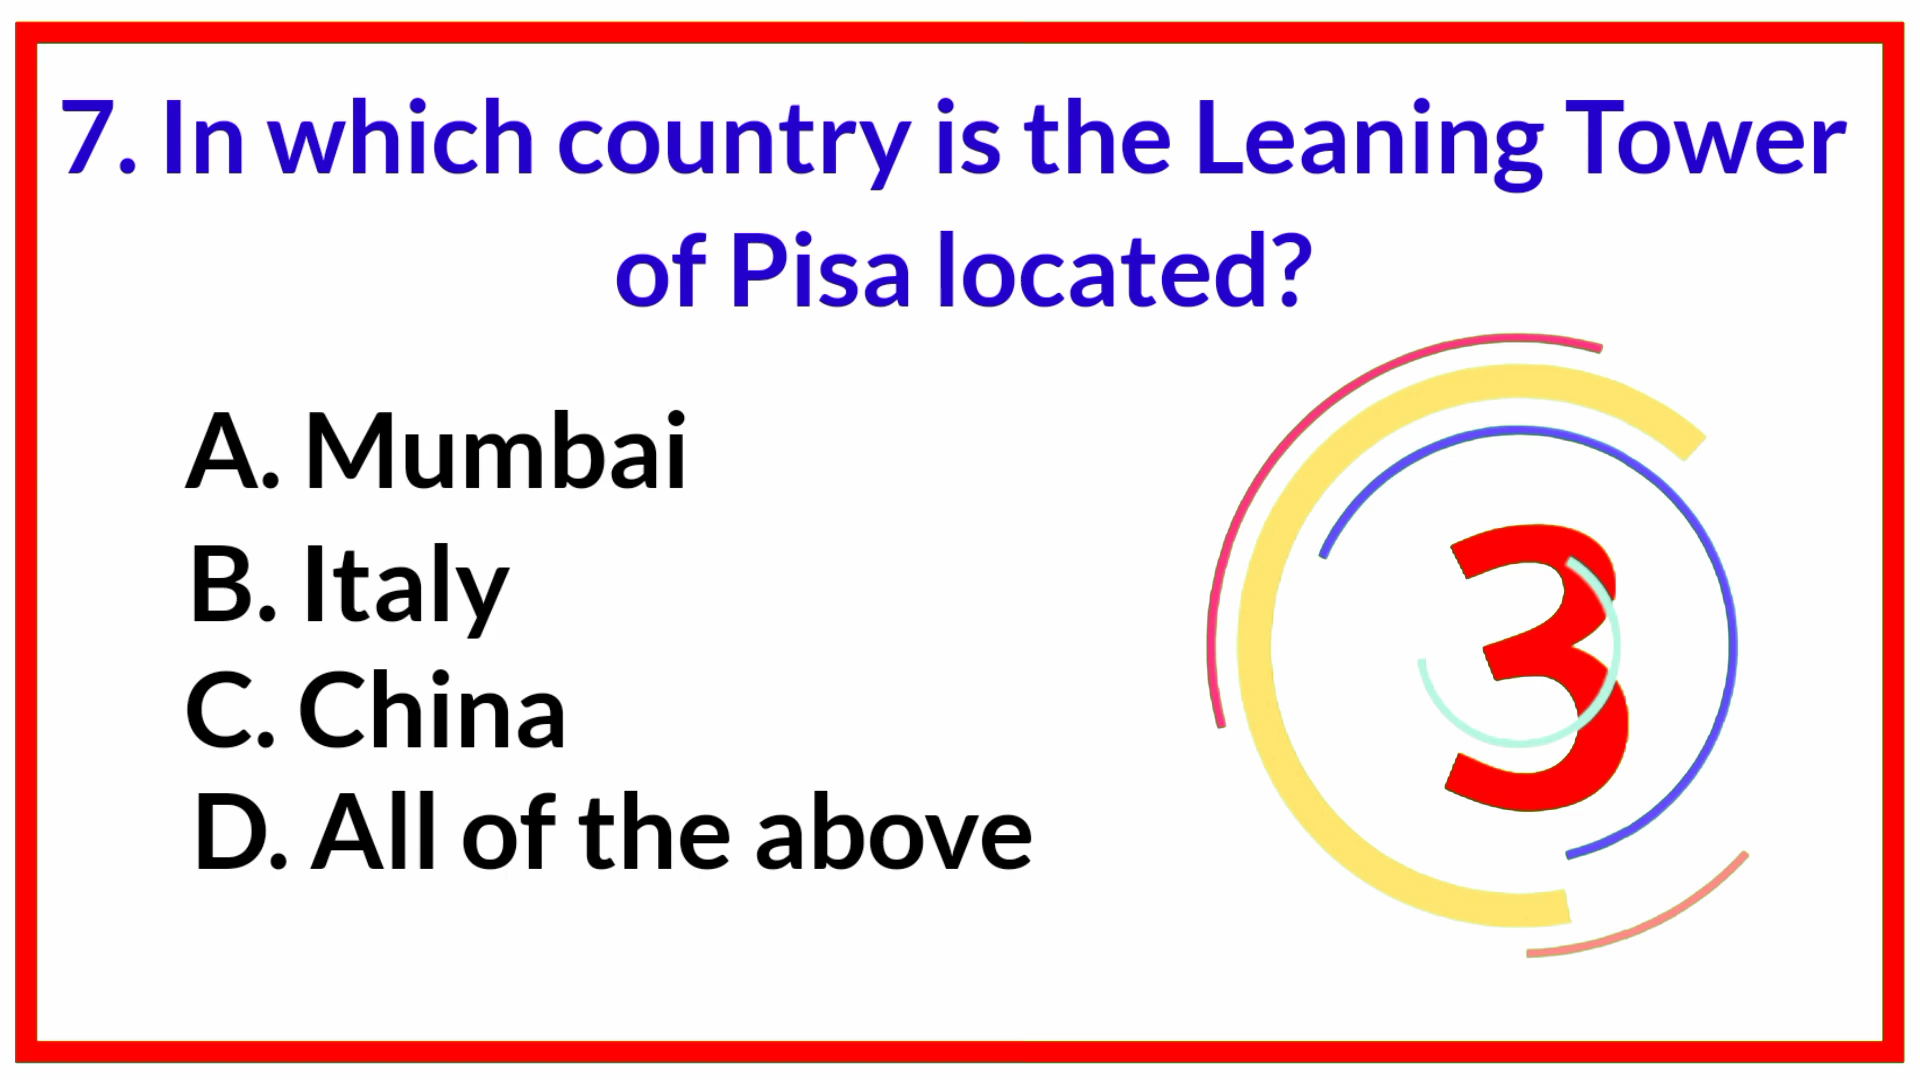 7. In which country is the Leaning Tower
of Pisa located?
A. Mumbai
B. Italy
C. China
D. All of the above
3